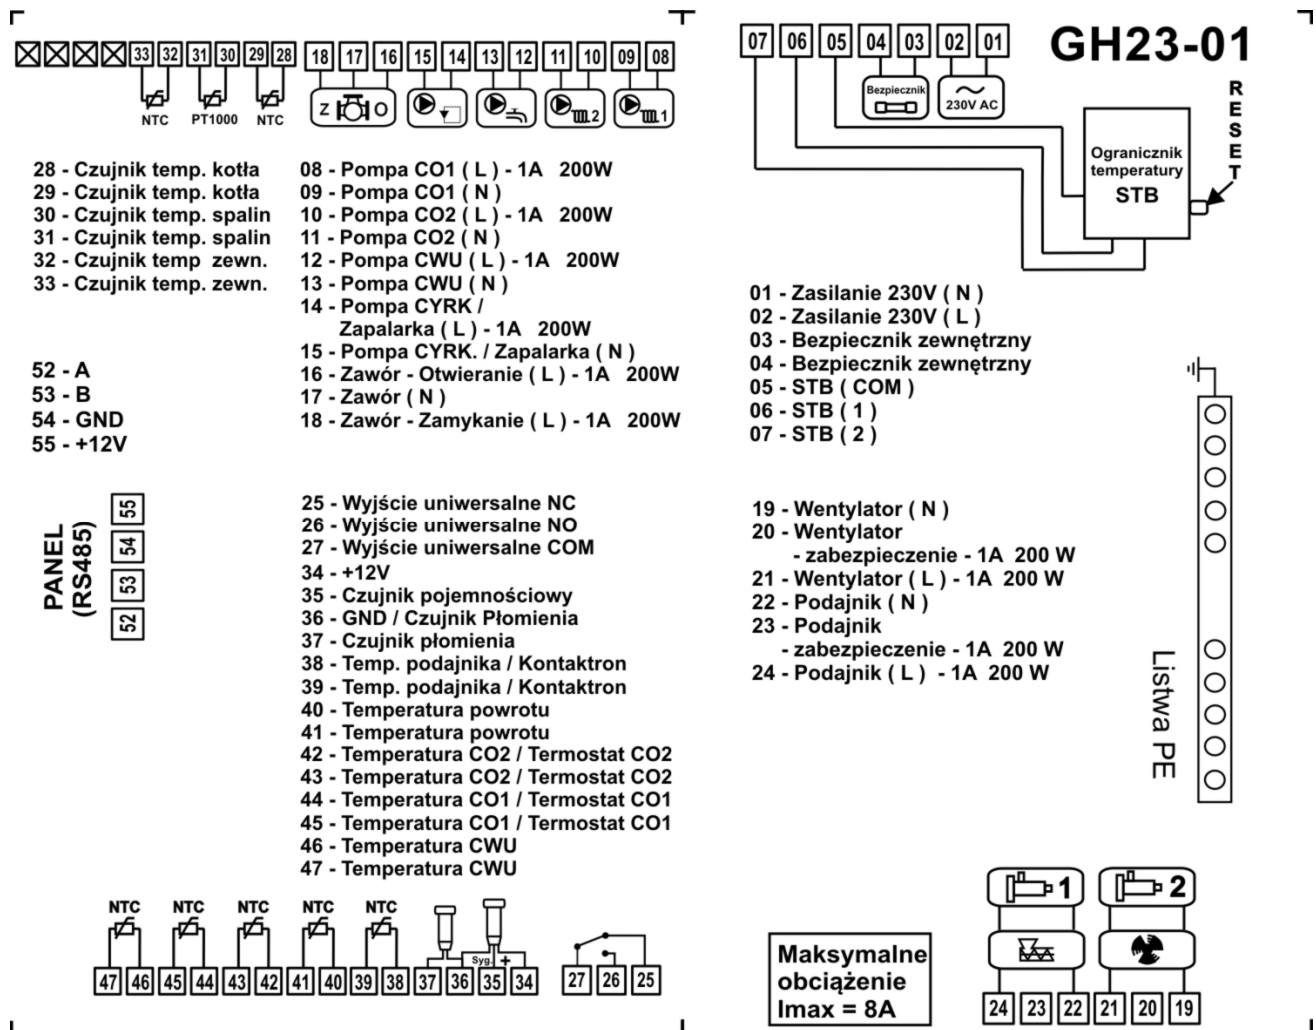 33 32 31 30 29 28
NTC PT1000 NTC
18 17 16 15 14 13 12 11 10 09 08
Z O 2 1
28 - Czujnik temp. kotła
29 - Czujnik temp. kotła
30 - Czujnik temp. spalin
31 - Czujnik temp. spalin
32 - Czujnik temp zewn.
33 - Czujnik temp. zewn.
52 - A
53 - B
54 - GND
55 - +12V
08 - Pompa CO1 ( L ) - 1A 200W
09 - Pompa CO1 ( N )
10 - Pompa CO2 ( L ) - 1A 200W
11 - Pompa CO2 ( N )
12 - Pompa CWU ( L ) - 1A 200W
13 - Pompa CWU ( N )
14 - Pompa CYRK /
Zapalarka ( L ) - 1A 200W
15 - Pompa CYRK. / Zapalarka ( N )
16 - Zawór - Otwieranie ( L ) - 1A 200W
17 - Zawór ( N )
18 - Zawór - Zamykanie ( L ) - 1A 200W
PANEL
(RS485)
55
54
53
52
25 - Wyjście uniwersalne NC
26 - Wyjście uniwersalne NO
27 - Wyjście uniwersalne COM
34 - +12V
35 - Czujnik pojemnościowy
36 - GND / Czujnik Płomienia
37 - Czujnik płomienia
38 - Temp. podajnika / Kontaktron
39 - Temp. podajnika / Kontaktron
40 - Temperatura powrotu
41 - Temperatura powrotu
42 - Temperatura CO2 / Termostat CO2
43 - Temperatura CO2 / Termostat CO2
44 - Temperatura CO1 / Termostat CO1
45 - Temperatura CO1 / Termostat CO1
46 - Temperatura CWU
47 - Temperatura CWU
NTC NTC NTC NTC NTC
Syg. +
47 46 45 44 43 42 41 40 39 38 37 36 35 34 27 26 25
07 06 05 04 03 02 01
Bezpiecznik
230V AC
GH23-01
RESET
Ogranicznik
temperatury
STB
01 - Zasilanie 230V ( N )
02 - Zasilanie 230V ( L )
03 - Bezpiecznik zewnętrzny
04 - Bezpiecznik zewnętrzny
05 - STB ( COM )
06 - STB ( 1 )
07 - STB ( 2 )
19 - Wentylator ( N )
20 - Wentylator
- zabezpieczenie - 1A 200 W
21 - Wentylator ( L ) - 1A 200 W
22 - Podajnik ( N )
23 - Podajnik
- zabezpieczenie - 1A 200 W
24 - Podajnik ( L ) - 1A 200 W
Listwa PE
Maksymalne
obciążenie
Imax = 8A
1 2
24 23 22 21 20 19